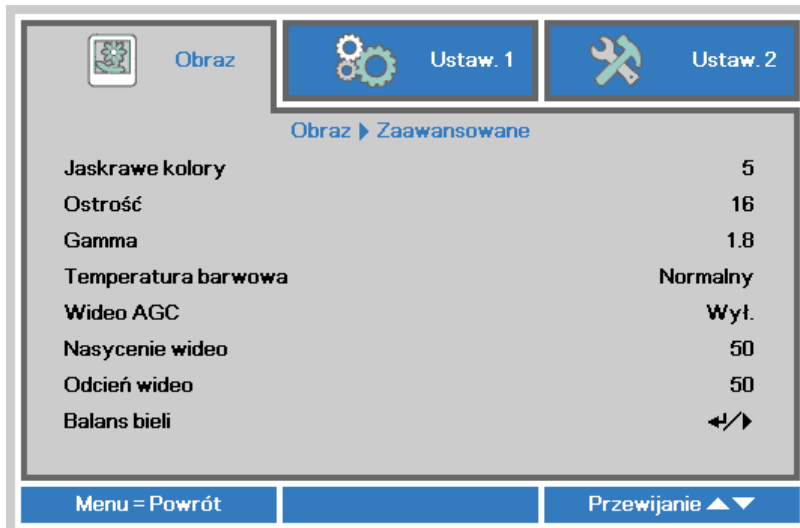 Obraz
Ustaw. 1
Ustaw. 2
Obraz ▶ Zaawansowane
Jaskrawe kolory 5
Ostrość 16
Gamma 1.8
Temperatura barwowa Normalny
Wideo AGC Wył.
Nasycenie wideo 50
Odcień wideo 50
Balans bieli ↵/▶
Menu = Powrót
Przewijanie ▲▼